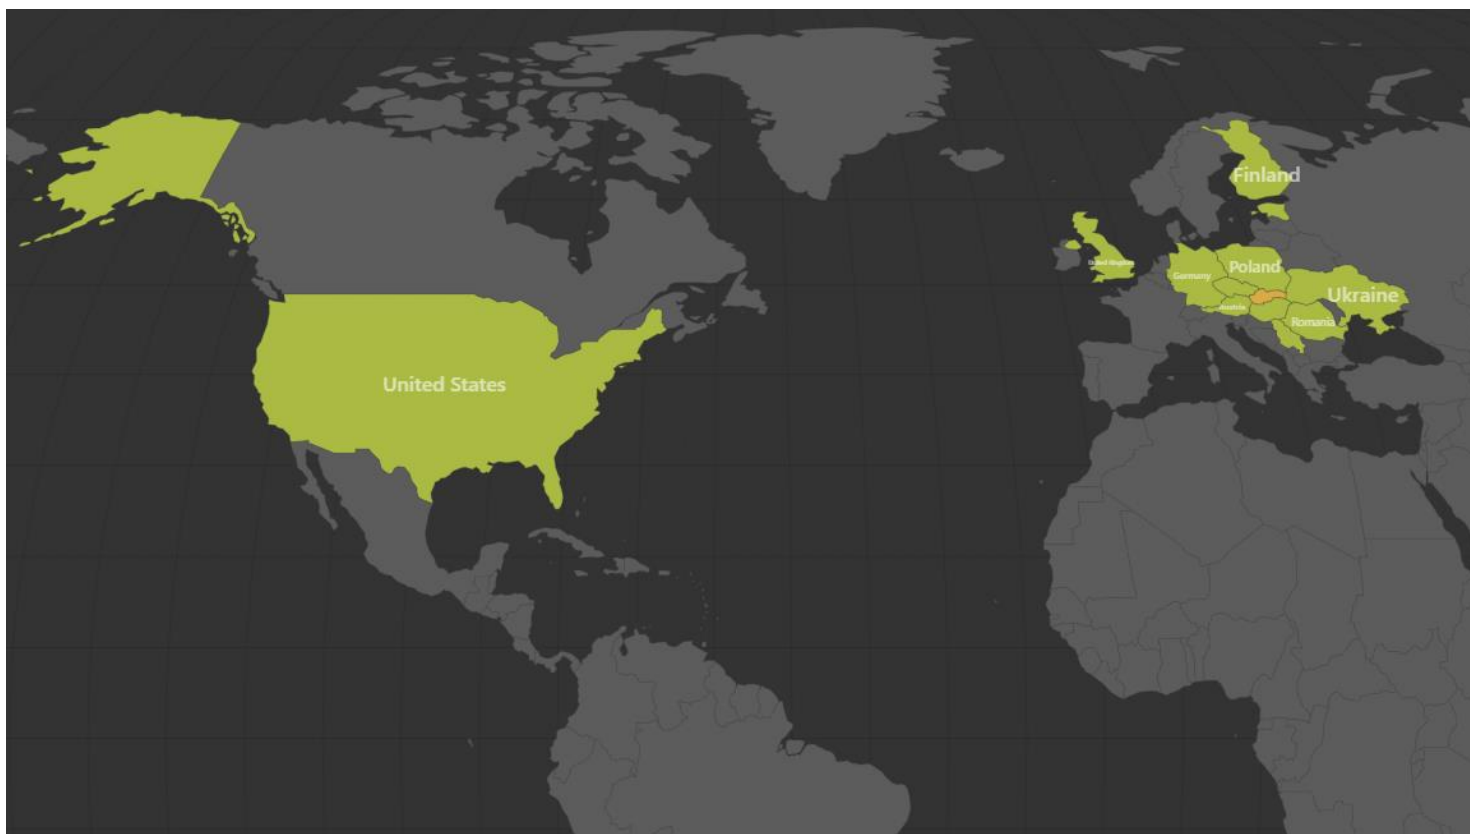 Finland
United Kingdom
Germany
Poland
Ukraine
Austria
Romania
United States